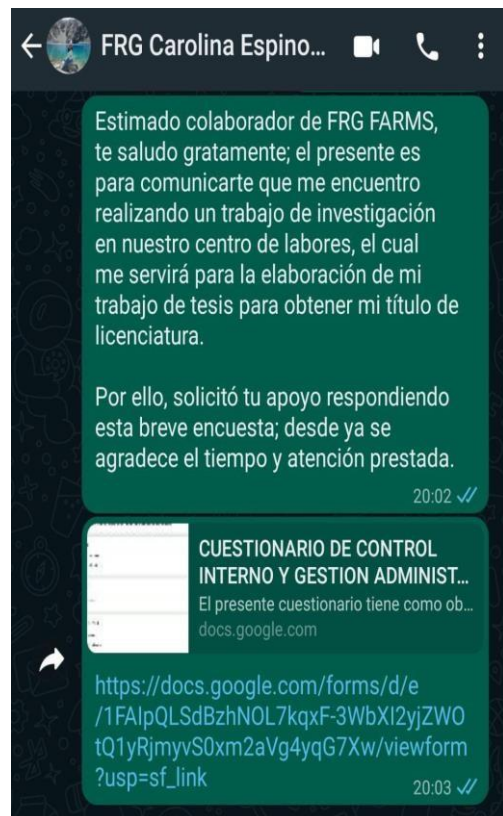 FRG Carolina Espino...
Estimado colaborador de FRG FARMS,
te saludo gratamente; el presente es
para comunicarte que me encuentro
realizando un trabajo de investigación
en nuestro centro de labores, el cual
me servirá para la elaboración de mi
trabajo de tesis para obtener mi título de
licenciatura.
Por ello, solicitó tu apoyo respondiendo
esta breve encuesta; desde ya se
agradece el tiempo y atención prestada.
20:02
CUESTIONARIO DE CONTROL
INTERNO Y GESTION ADMINIST...
El presente cuestionario tiene como ob...
docs.google.com
https://docs.google.com/forms/d/e
/1FAIpQLSdBzhNOL7kqxF-3WbXI2yjZWO
tQ1yRjmyvS0xm2aVg4yqG7Xw/viewform
?usp=sf_link
20:03